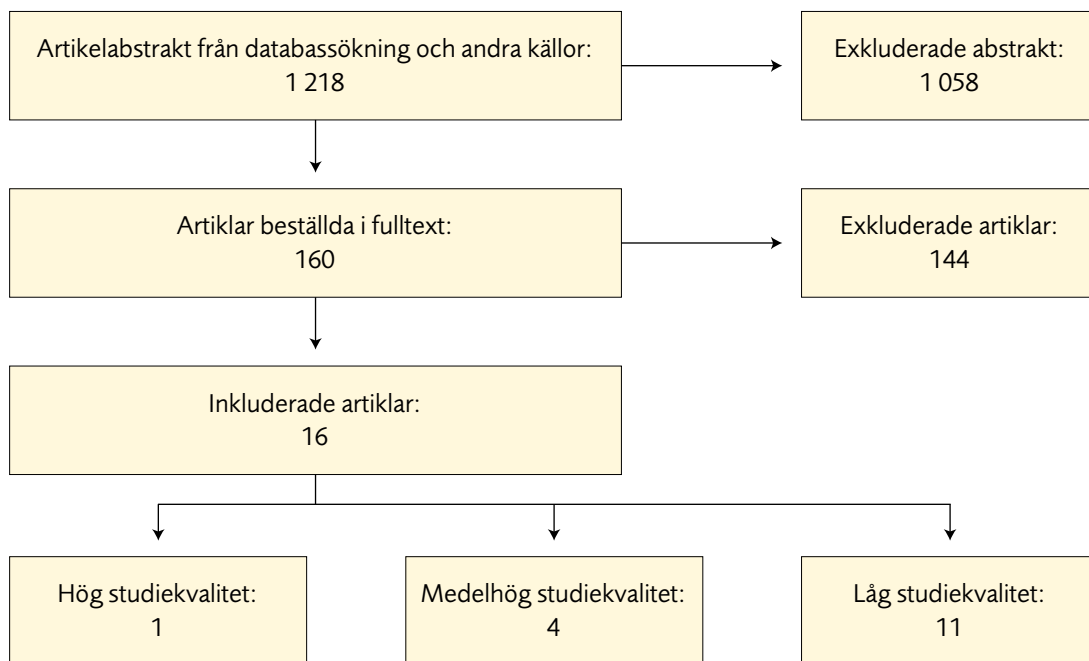 Artikelabstrakt från databassökning och andra källor:
1 218
Exkluderade abstrakt:
1 058
Artiklar beställda i fulltext:
160
Exkluderade artiklar:
144
Inkluderade artiklar:
16
Hög studiekvalitet:
1
Medelhög studiekvalitet:
4
Låg studiekvalitet:
11